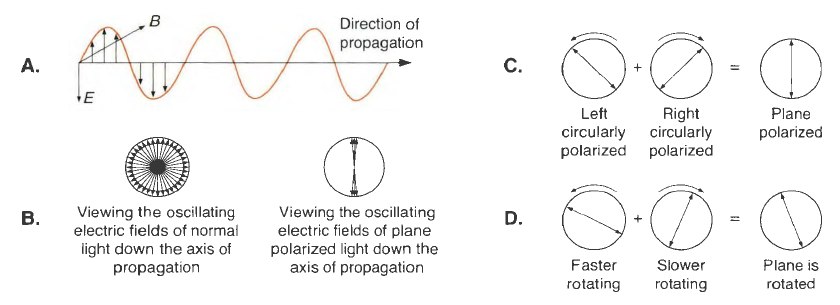 A.
B
Direction of
propagation
E
B.
Viewing the oscillating
electric fields of normal
light down the axis of
propagation
Viewing the oscillating
electric fields of plane
polarized light down the
axis of propagation
C.
+
=
Left
circularly
polarized
Right
circularly
polarized
Plane
polarized
D.
+
=
Faster
rotating
Slower
rotating
Plane is
rotated